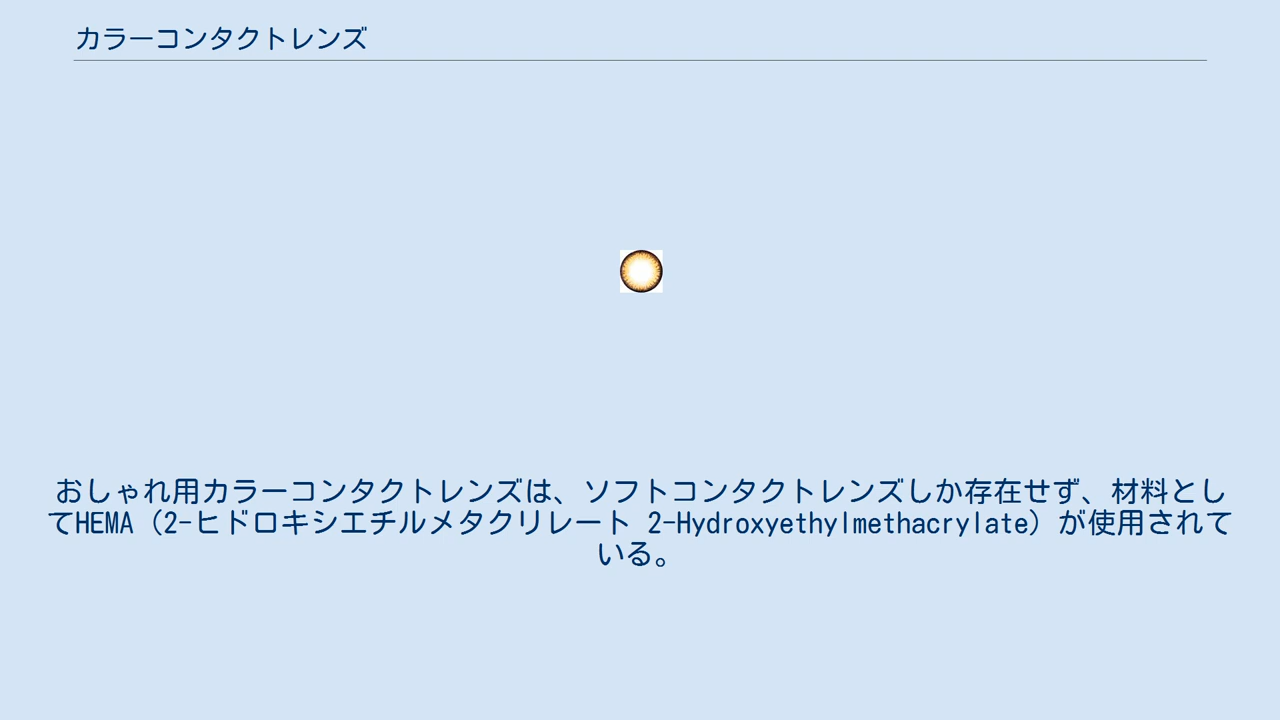 カラーコンタクトレンズ
おしゃれ用カラーコンタクトレンズは、ソフトコンタクトレンズしか存在せず、材料とし
てHEMA（2-ヒドロキシエチルメタクリレート 2-Hydroxyethylmethacrylate）が使用されて
いる。